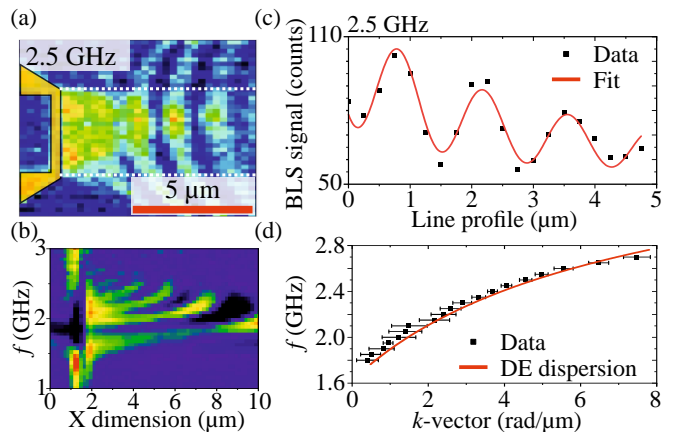 (a)
2.5 GHz
5 µm
(b)
3
2
1
f (GHz)
0 2 4 6 8 10
X dimension (µm)
(c)
2.5 GHz
110
50
BLS signal (counts)
Data
Fit
0 1 2 3 4 5
Line profile (µm)
(d)
2.8
2.4
2.0
1.6
f (GHz)
Data
DE dispersion
0 2 4 6 8
k-vector (rad/µm)